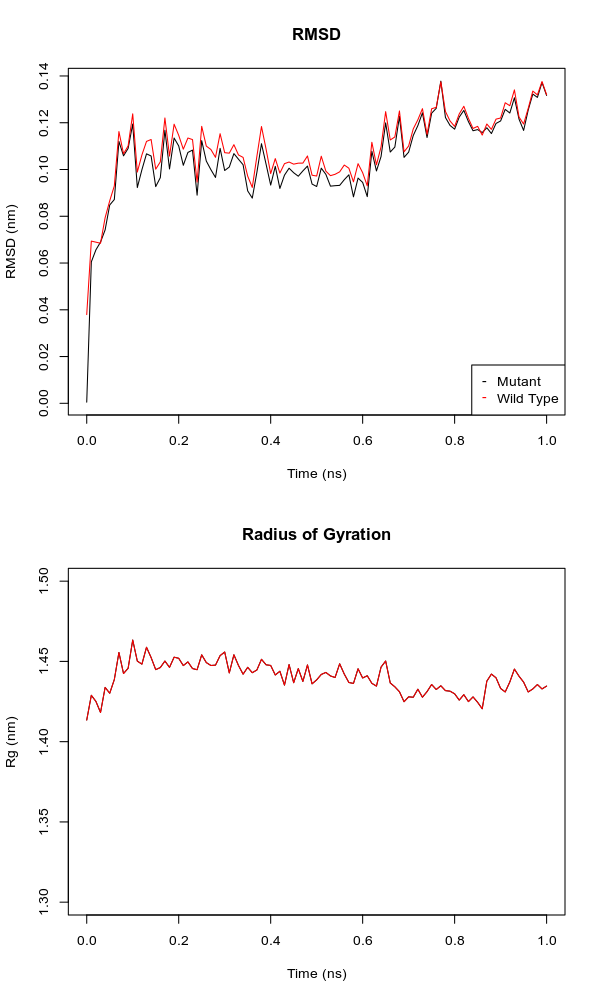 RMSD
RMSD (nm)
0.14
0.12
0.10
0.08
0.06
0.04
0.02
0.00
- Mutant
- Wild Type
0.0 0.2 0.4 0.6 0.8 1.0
Time (ns)
Radius of Gyration
Rg (nm)
1.50
1.45
1.40
1.35
1.30
0.0 0.2 0.4 0.6 0.8 1.0
Time (ns)